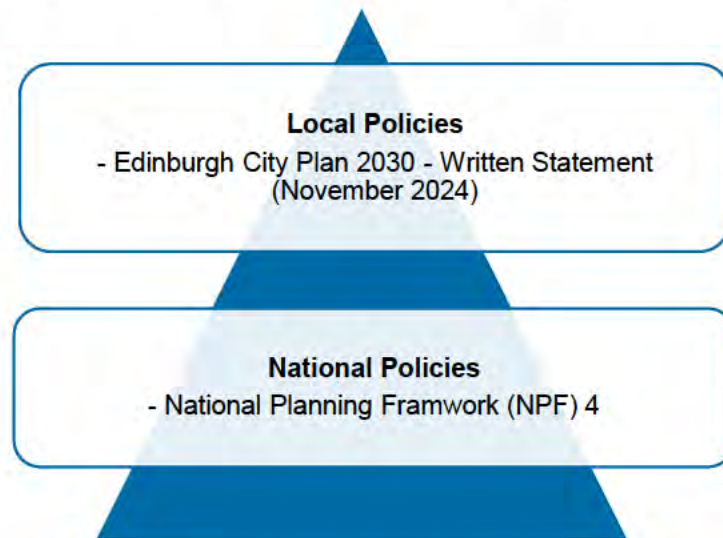 Local Policies
- Edinburgh City Plan 2030 - Written Statement
(November 2024)
National Policies
- National Planning Framwork (NPF) 4